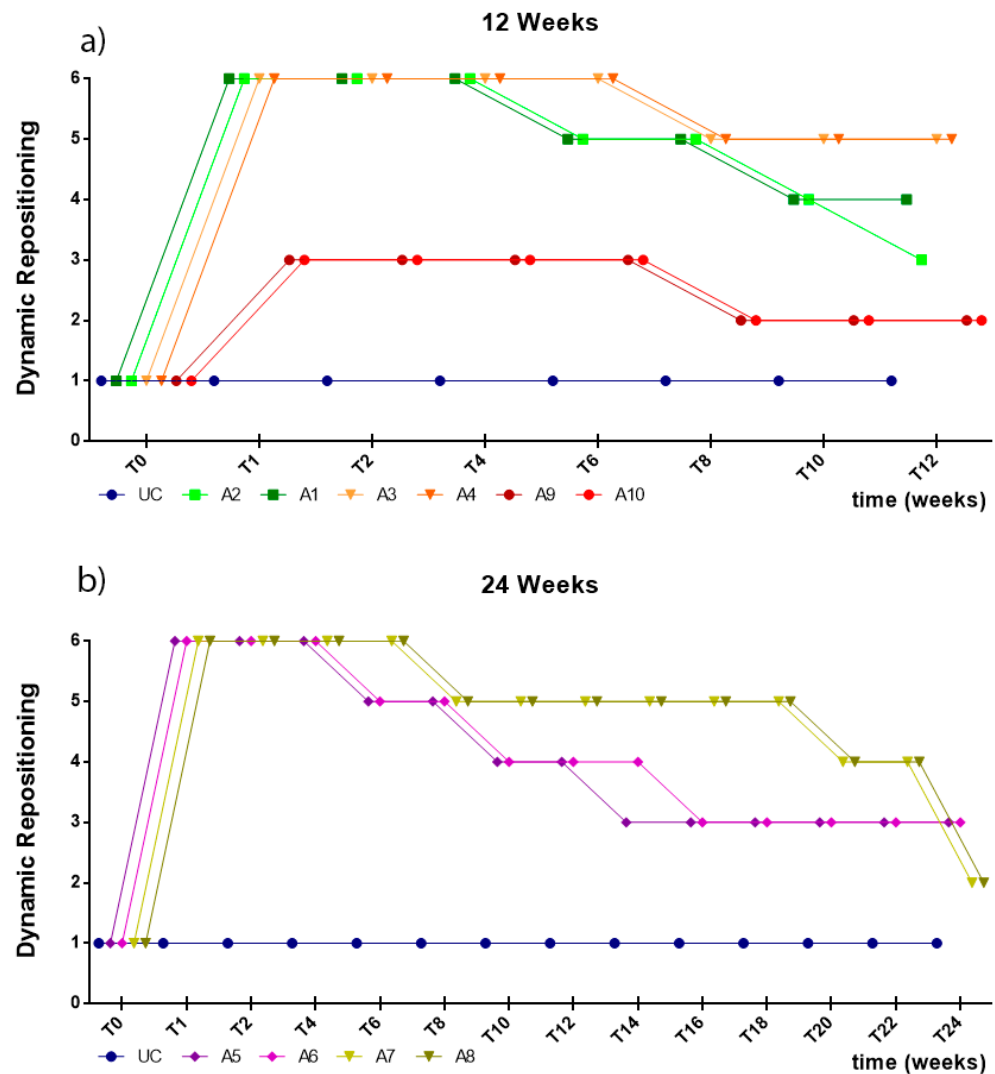 a)
12 Weeks
Dynamic Repositioning
6
5
4
3
2
1
0
T0 T1 T2 T4 T6 T8 T10 T12
UC A2 A1 A3 A4 A9 A10
time (weeks)
b)
24 Weeks
Dynamic Repositioning
6
5
4
3
2
1
0
T0 T1 T2 T4 T6 T8 T10 T12 T14 T16 T18 T20 T22 T24
UC A5 A6 A7 A8
time (weeks)